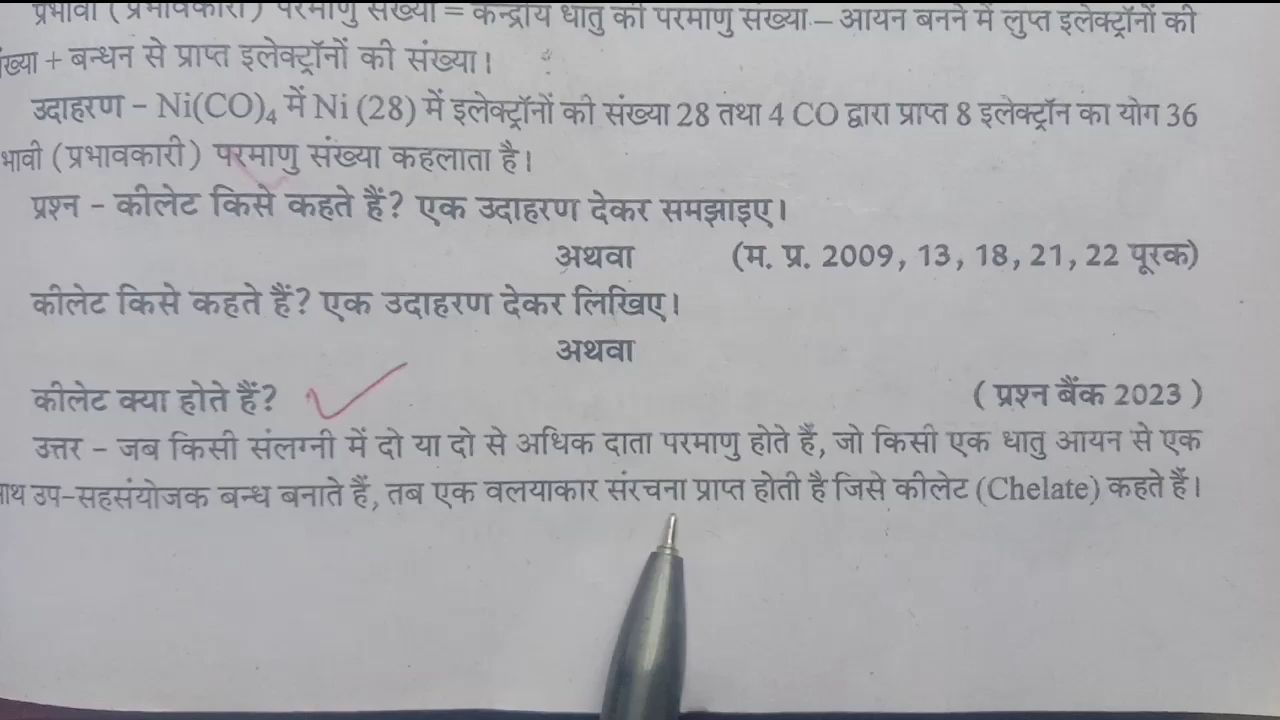 प्रभावी (प्रभावकारी) परमाणु संख्या = केन्द्रीय धातु की परमाणु संख्या – आयन बनने में लुप्त इलेक्ट्रॉनों की
ंख्या + बन्धन से प्राप्त इलेक्ट्रॉनों की संख्या।
उदाहरण – Ni(CO)₄ में Ni (28) में इलेक्ट्रॉनों की संख्या 28 तथा 4 CO द्वारा प्राप्त 8 इलेक्ट्रॉन का योग 36
भावी (प्रभावकारी) परमाणु संख्या कहलाता है।
प्रश्न – कीलेट किसे कहते हैं? एक उदाहरण देकर समझाइए।
अथवा (म. प्र. 2009, 13, 18, 21, 22 पूरक)
कीलेट किसे कहते हैं? एक उदाहरण देकर लिखिए।
अथवा
कीलेट क्या होते हैं? ( प्रश्न बैंक 2023 )
उत्तर – जब किसी संलग्नी में दो या दो से अधिक दाता परमाणु होते हैं, जो किसी एक धातु आयन से एक
ाथ उप-सहसंयोजक बन्ध बनाते हैं, तब एक वलयाकार संरचना प्राप्त होती है जिसे कीलेट (Chelate) कहते हैं।